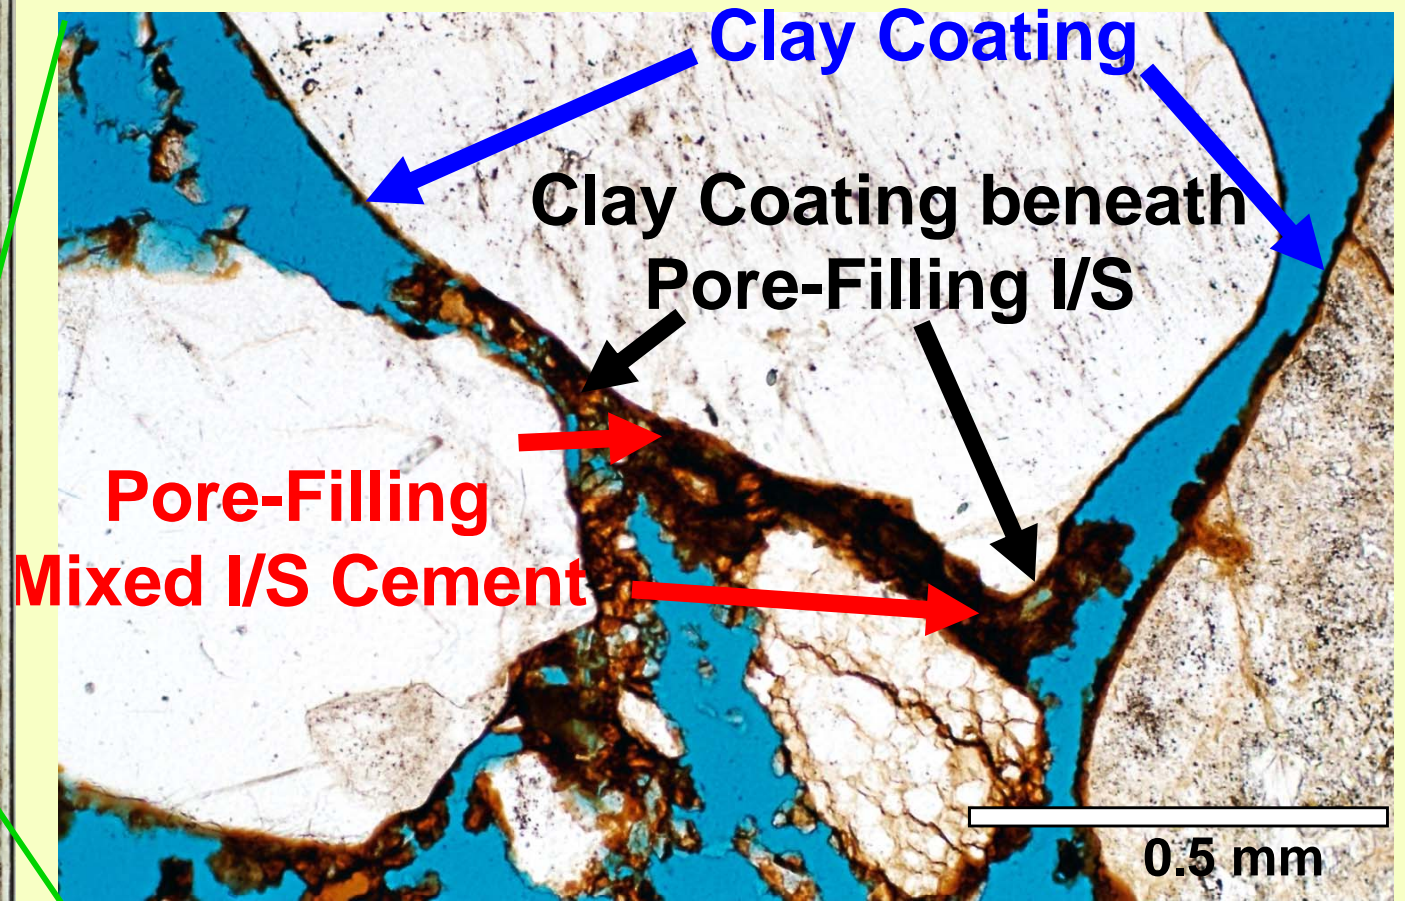 Clay Coating
Clay Coating beneath
Pore-Filling I/S
Pore-Filling
Mixed I/S Cement
0.5 mm